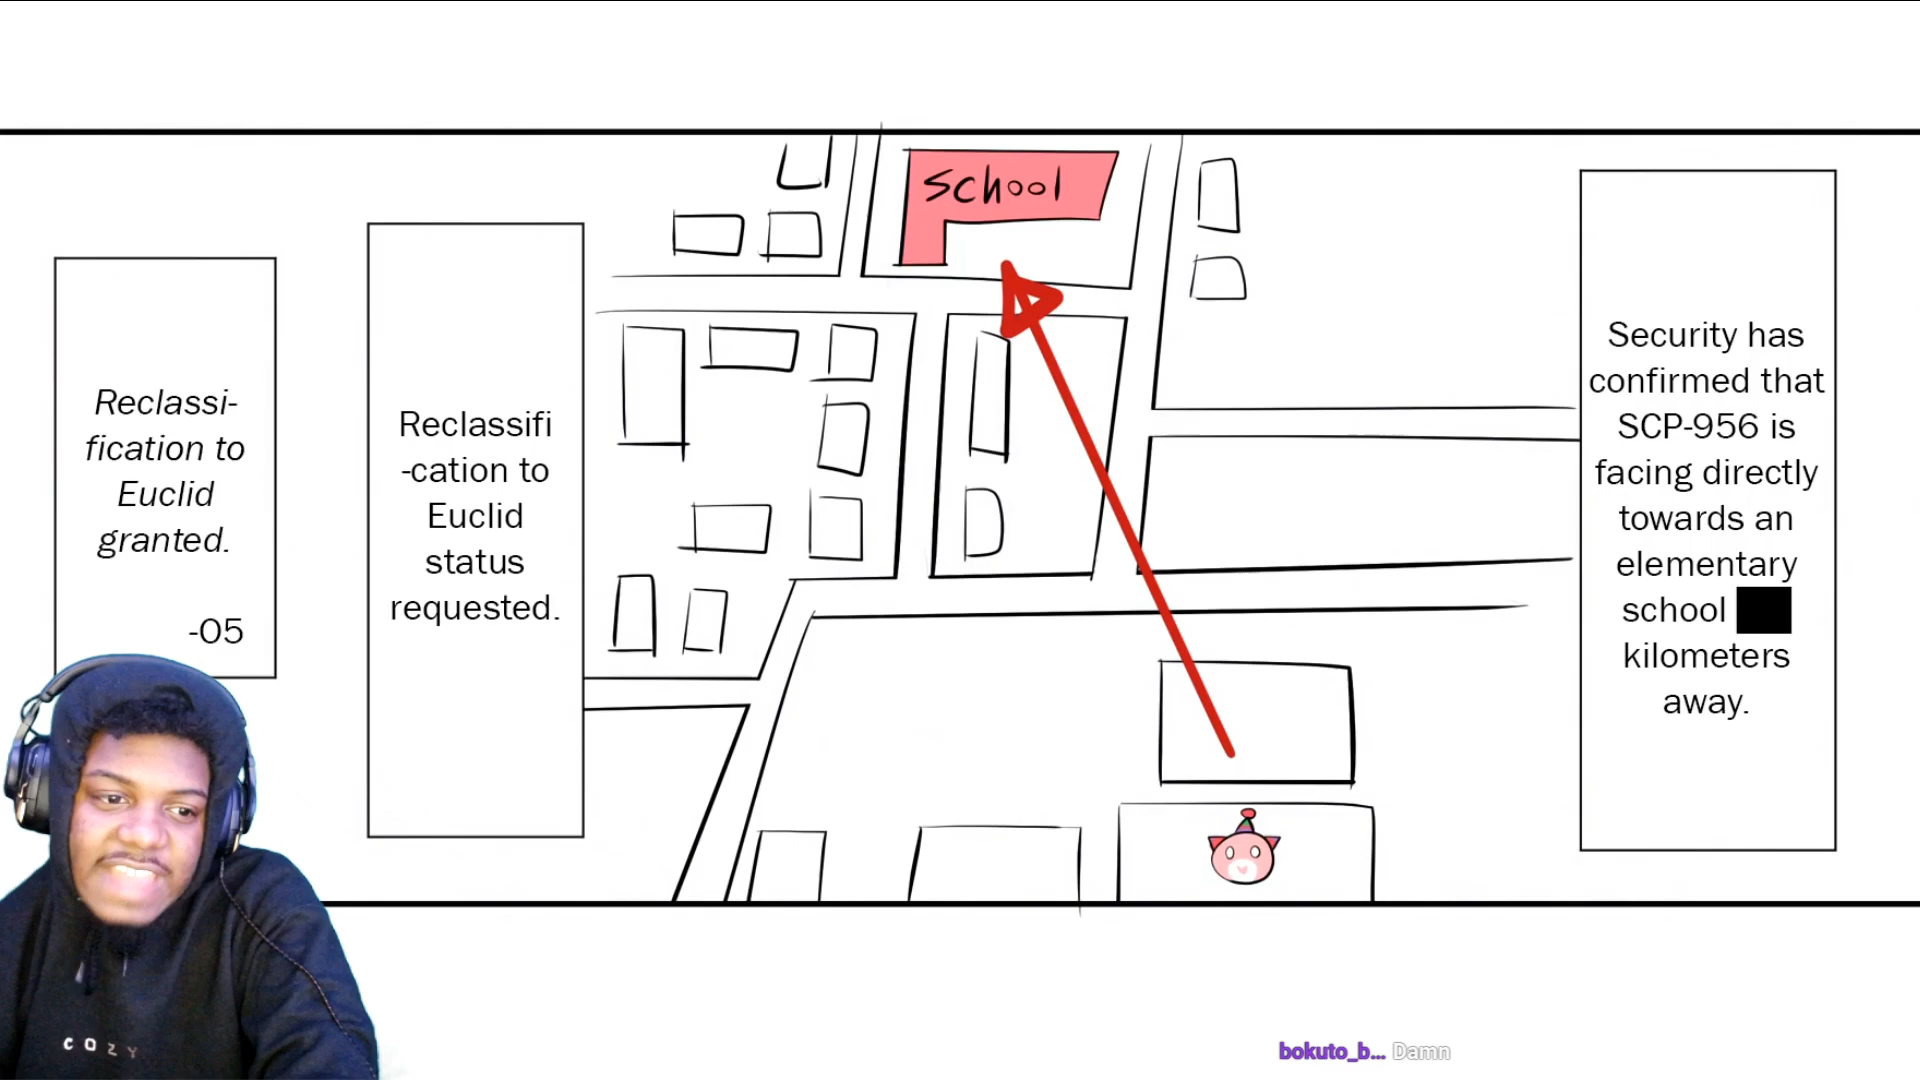 school
Security has
confirmed that
SCP-956 is
facing directly
towards an
elementary
school
kilometers
away.
Reclassifi
-cation to
Euclid
status
requested.
Reclassi-
fication to
Euclid
granted.
-05
COZY
bokuto_b... Damn